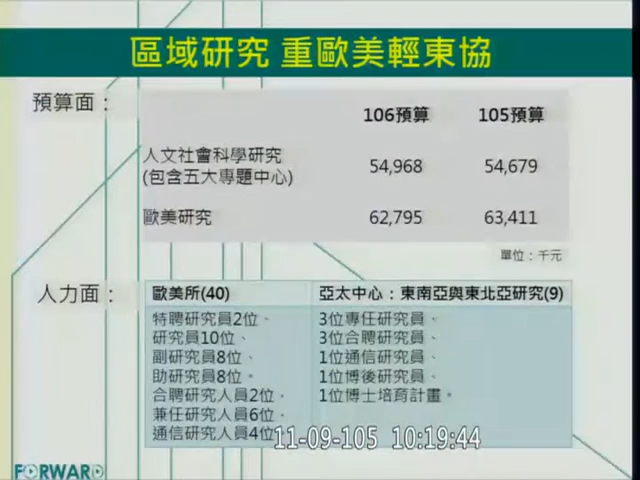 區域研究 重歐美輕東協
預算面：
106預算 105預算
人文社會科學研究
(包含五大專題中心) 54,968 54,679
歐美研究 62,795 63,411
單位：千元
人力面：
歐美所(40)
特聘研究員2位、
研究員10位、
副研究員8位、
助研究員8位。
合聘研究人員2位，
兼任研究人員6位，
通信研究人員4位
亞太中心：東南亞與東北亞研究(9)
3位專任研究員、
3位合聘研究員、
1位通信研究員、
1位博後研究員、
1位博士培育計畫。
11-09-105 10:19:44
FORWARD